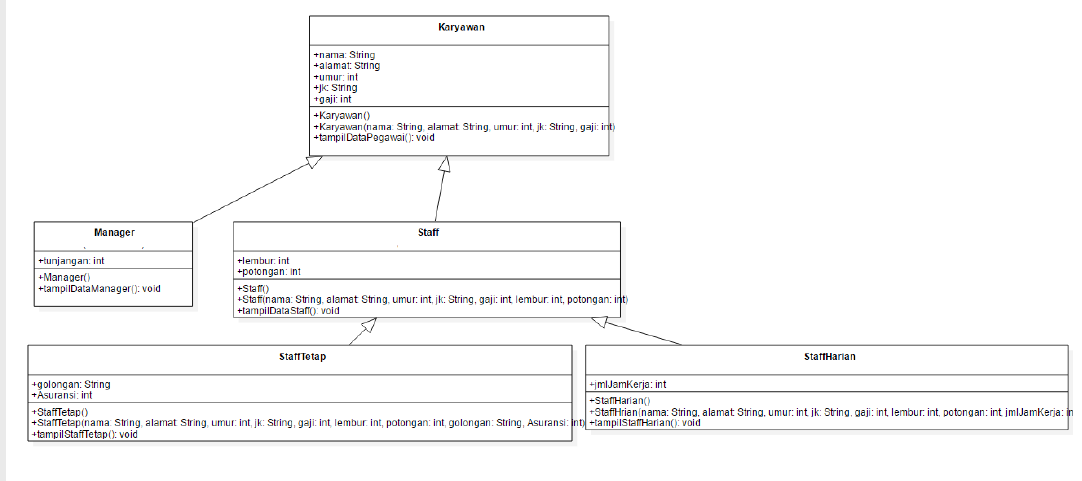 Karyawan
+nama: String
+alamat: String
+umur: int
+jk: String
+gaji: int
+Karyawan()
+Karyawan(nama: String, alamat: String, umur: int, jk: String, gaji: int)
+tampilDataPegawai(): void
Manager
+tunjangan: int
+Manager()
+tampilDataManager(): void
Staff
+lembur: int
+potongan: int
+Staff()
+Staff(nama: String, alamat: String, umur: int, jk: String, gaji: int, lembur: int, potongan: int)
+tampilDataStaff(): void
StaffTetap
+golongan: String
+Asuransi: int
+StaffTetap()
+StaffTetap(nama: String, alamat: String, umur: int, jk: String, gaji: int, lembur: int, potongan: int, golongan: String, Asuransi: int)
+tampilStaffTetap(): void
StaffHarian
+jmlJamKerja: int
+StaffHarian()
+StaffHrian(nama: String, alamat: String, umur: int, jk: String, gaji: int, lembur: int, potongan: int, jmlJamKerja:
+tampilStaffHarian(): void